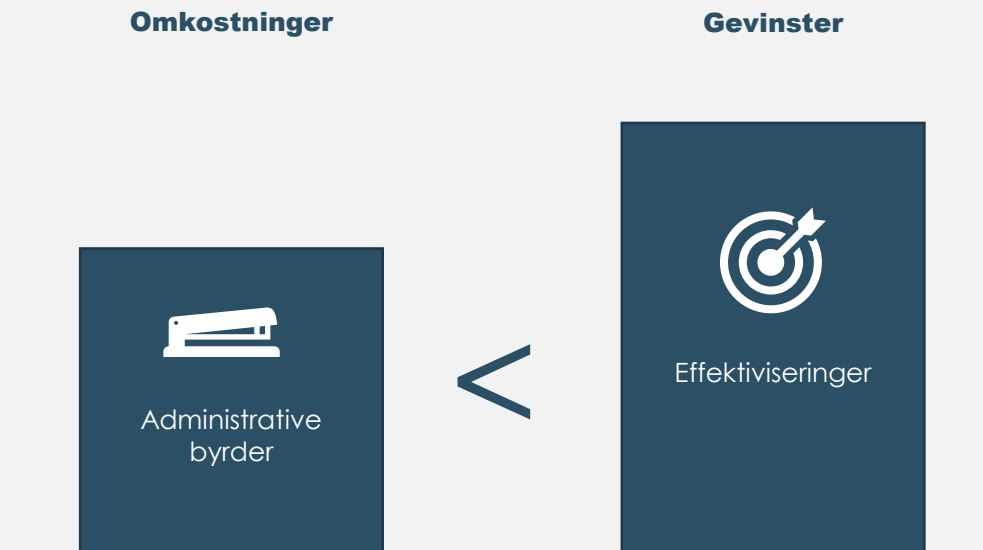 Omkostninger
Gevinster
Administrative
byrder
<
Effektiviseringer